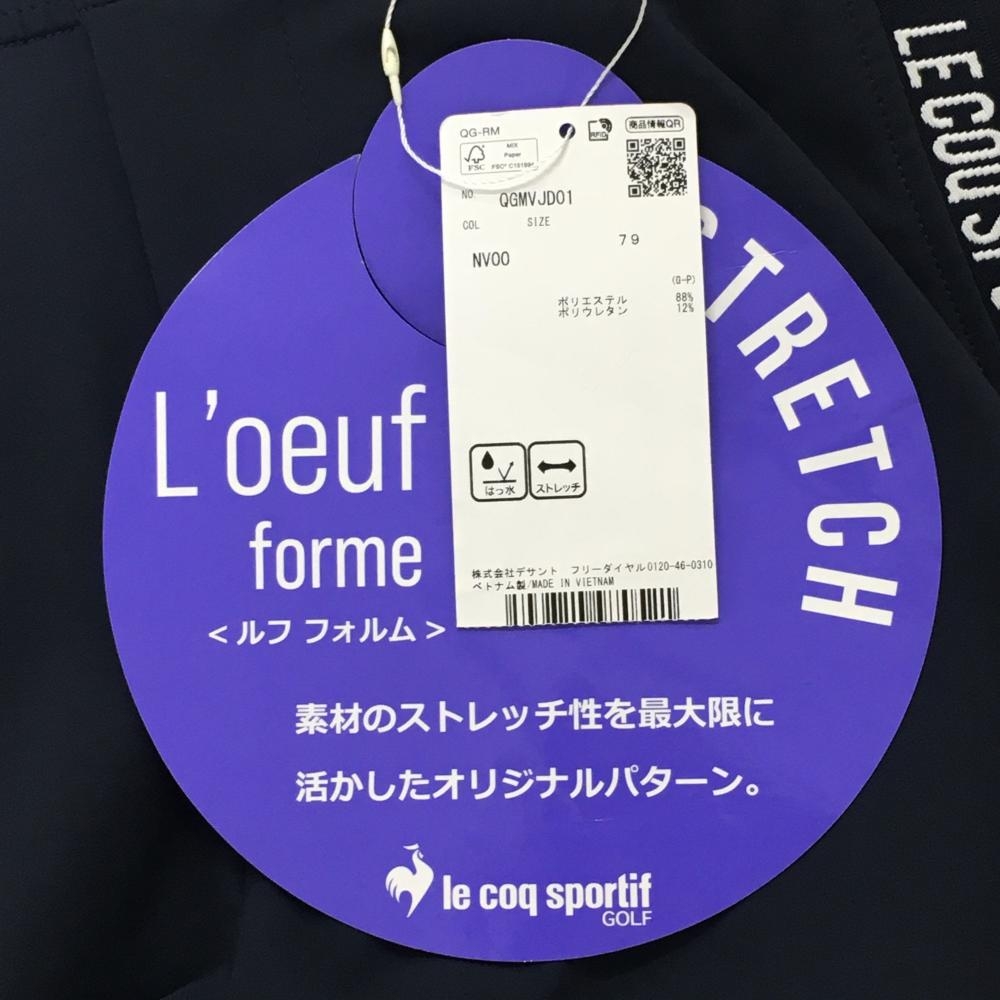 LE COQ SP
QG-RM
RFID
商品情報QR
FSC
MIX
Paper
NO
QGMVJD01
COL
SIZE
79
NV00
(Q-P)
ポリエステル 88%
ポリウレタン 12%
はっ水
ストレッチ
株式会社デサント フリーダイヤル0120-46-0310
ベトナム製/MADE IN VIETNAM
STRETCH
L'oeuf
forme
<ルフ フォルム>
素材のストレッチ性を最大限に
活かしたオリジナルパターン。
le coq sportif
GOLF